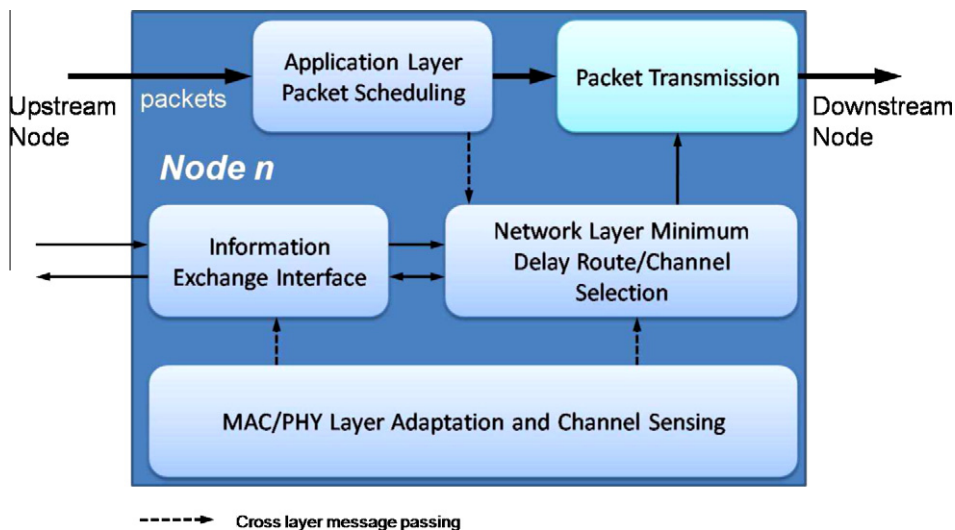 Application Layer
Packet Scheduling
Packet Transmission
packets
Upstream
Node
Downstream
Node
Node n
Information
Exchange Interface
Network Layer Minimum
Delay Route/Channel
Selection
MAC/PHY Layer Adaptation and Channel Sensing
Cross layer message passing